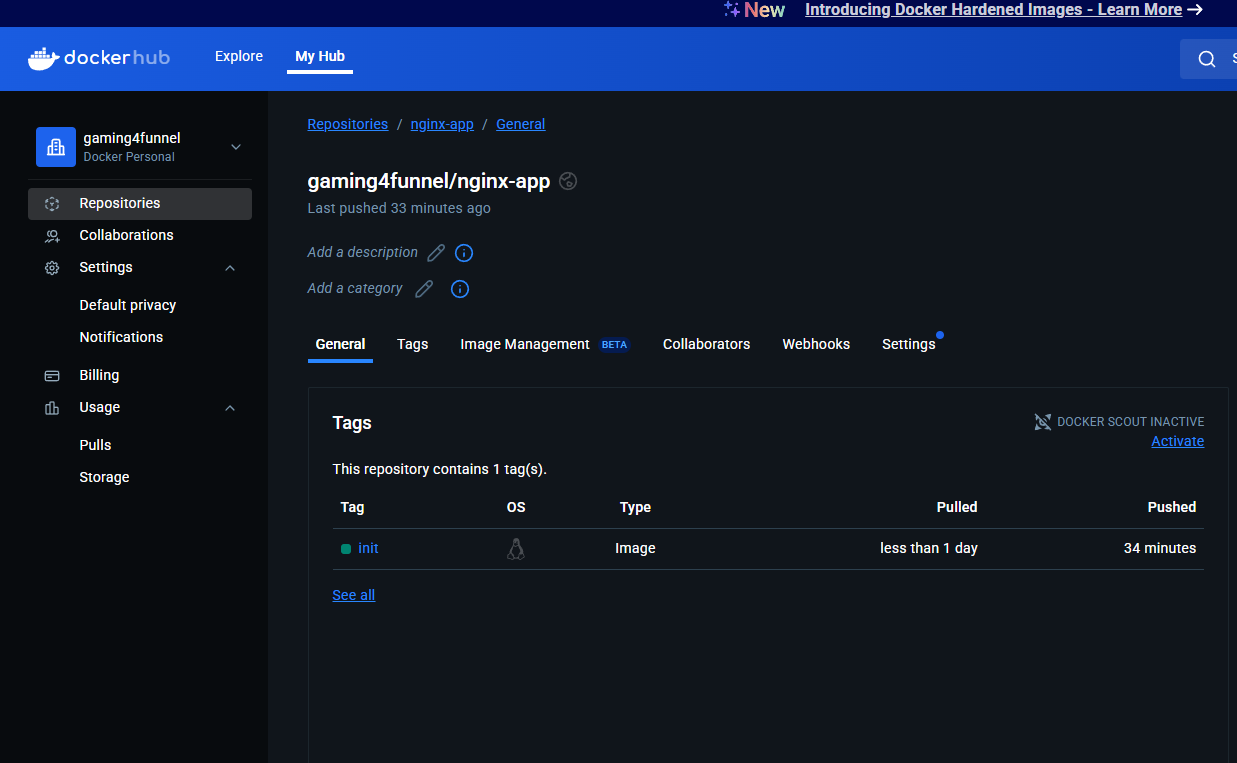 New Introducing Docker Hardened Images - Learn More →
dockerhub Explore My Hub
gaming4funnel
Docker Personal
Repositories
Collaborations
Settings
Default privacy
Notifications
Billing
Usage
Pulls
Storage
Repositories / nginx-app / General
gaming4funnel/nginx-app
Last pushed 33 minutes ago
Add a description
Add a category
General Tags Image Management BETA Collaborators Webhooks Settings
Tags
DOCKER SCOUT INACTIVE
Activate
This repository contains 1 tag(s).
Tag OS Type Pulled Pushed
init Image less than 1 day 34 minutes
See all